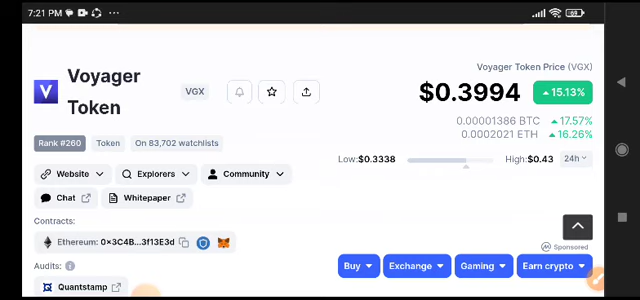 7:21 PM
69
Voyager Token Price (VGX)
Voyager
Token
VGX
$0.3994
15.13%
0.00001386 BTC
17.57%
0.0002021 ETH
16.26%
Rank #260
Token
On 83,702 watchlists
Low:$0.3338
High:$0.43
24h
Website
Explorers
Community
Chat
Whitepaper
Contracts:
Ethereum: 0x3C4B...3f13E3d
Sponsored
Audits:
Buy
Exchange
Gaming
Earn crypto
Quantstamp